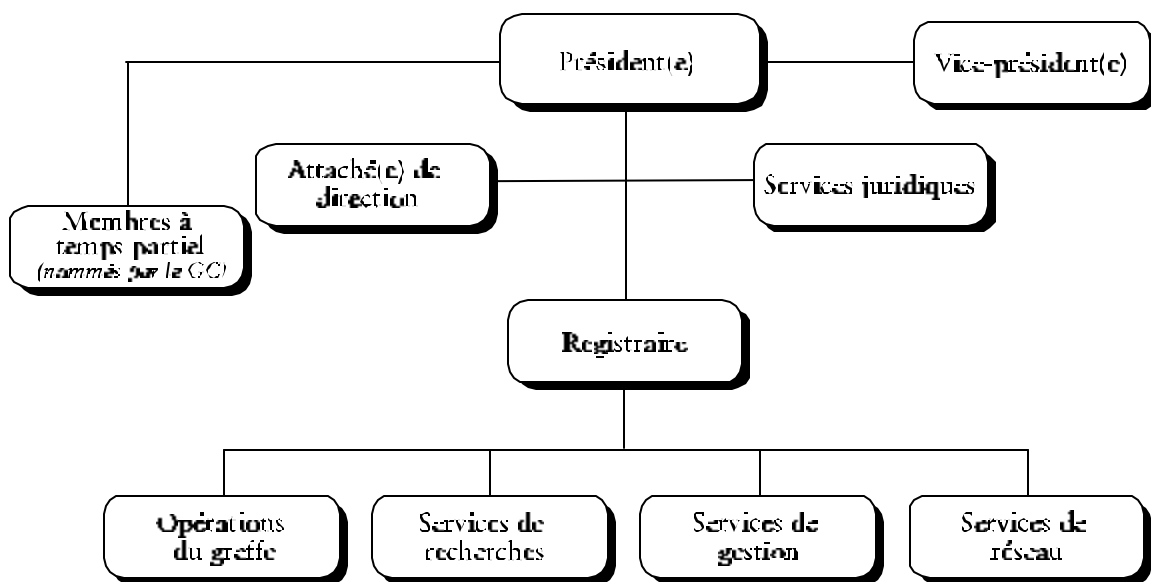 Président(e)
Vice-président(e)
Attaché(e) de
direction
Services juridiques
Membres à
temps partiel
(nommés par le GC)
Registraire
Opérations
du greffe
Services de
recherches
Services de
gestion
Services de
réseau